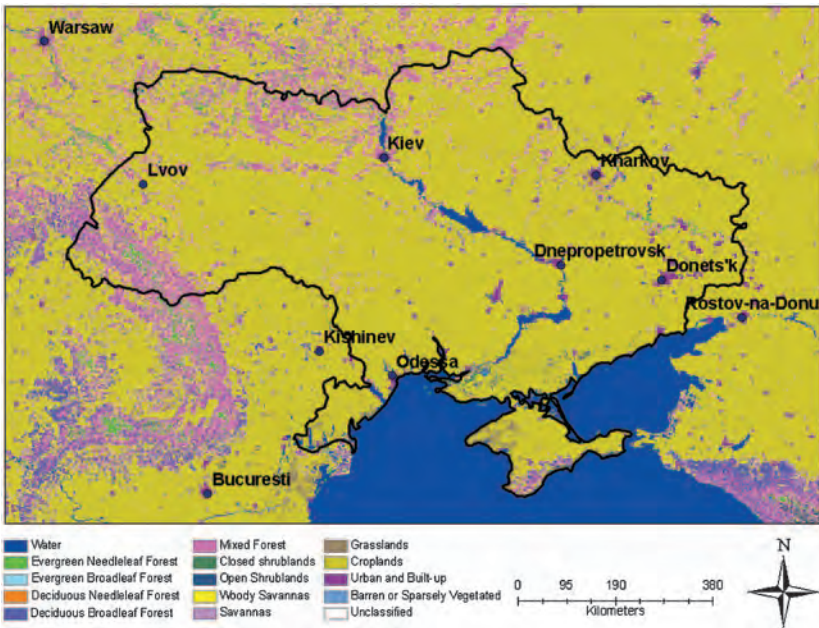 Warsaw
Kiev
Kharkov
Lvov
Dnepropetrovsk
Donets'k
Rostov-na-Donu
Kishinev
Odessa
Bucuresti
Water
Evergreen Needleleaf Forest
Evergreen Broadleaf Forest
Deciduous Needleleaf Forest
Deciduous Broadleaf Forest
Mixed Forest
Closed shrublands
Open Shrublands
Woody Savannas
Savannas
Grasslands
Croplands
Urban and Built-up
Barren or Sparsely Vegetated
Unclassified
0 95 190 380
Kilometers
N